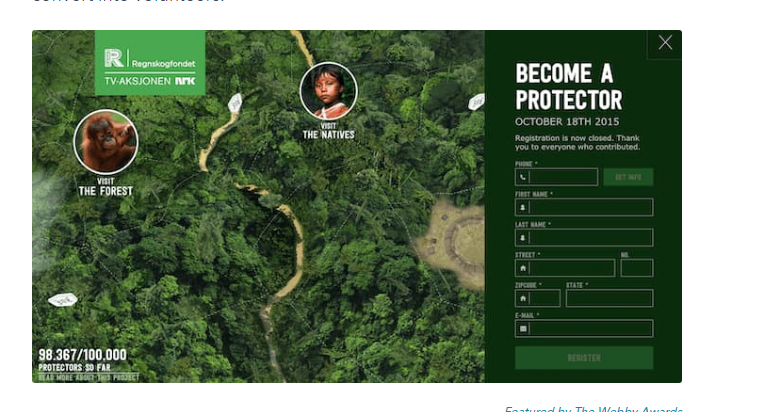 convert into volunteers.
R Regnskogfondet
TV-AKSJONEN NRK
VISIT
THE NATIVES
VISIT
THE FOREST
98.367/100.000
PROTECTORS SO FAR
READ MORE ABOUT THIS PROJECT
BECOME A
PROTECTOR
OCTOBER 18TH 2015
Registration is now closed. Thank
you to everyone who contributed.
PHONE *
GET INFO
FIRST NAME *
LAST NAME *
STREET * NO.
ZIPCODE * STATE *
E-MAIL *
REGISTER
Featured by The Webby Awards